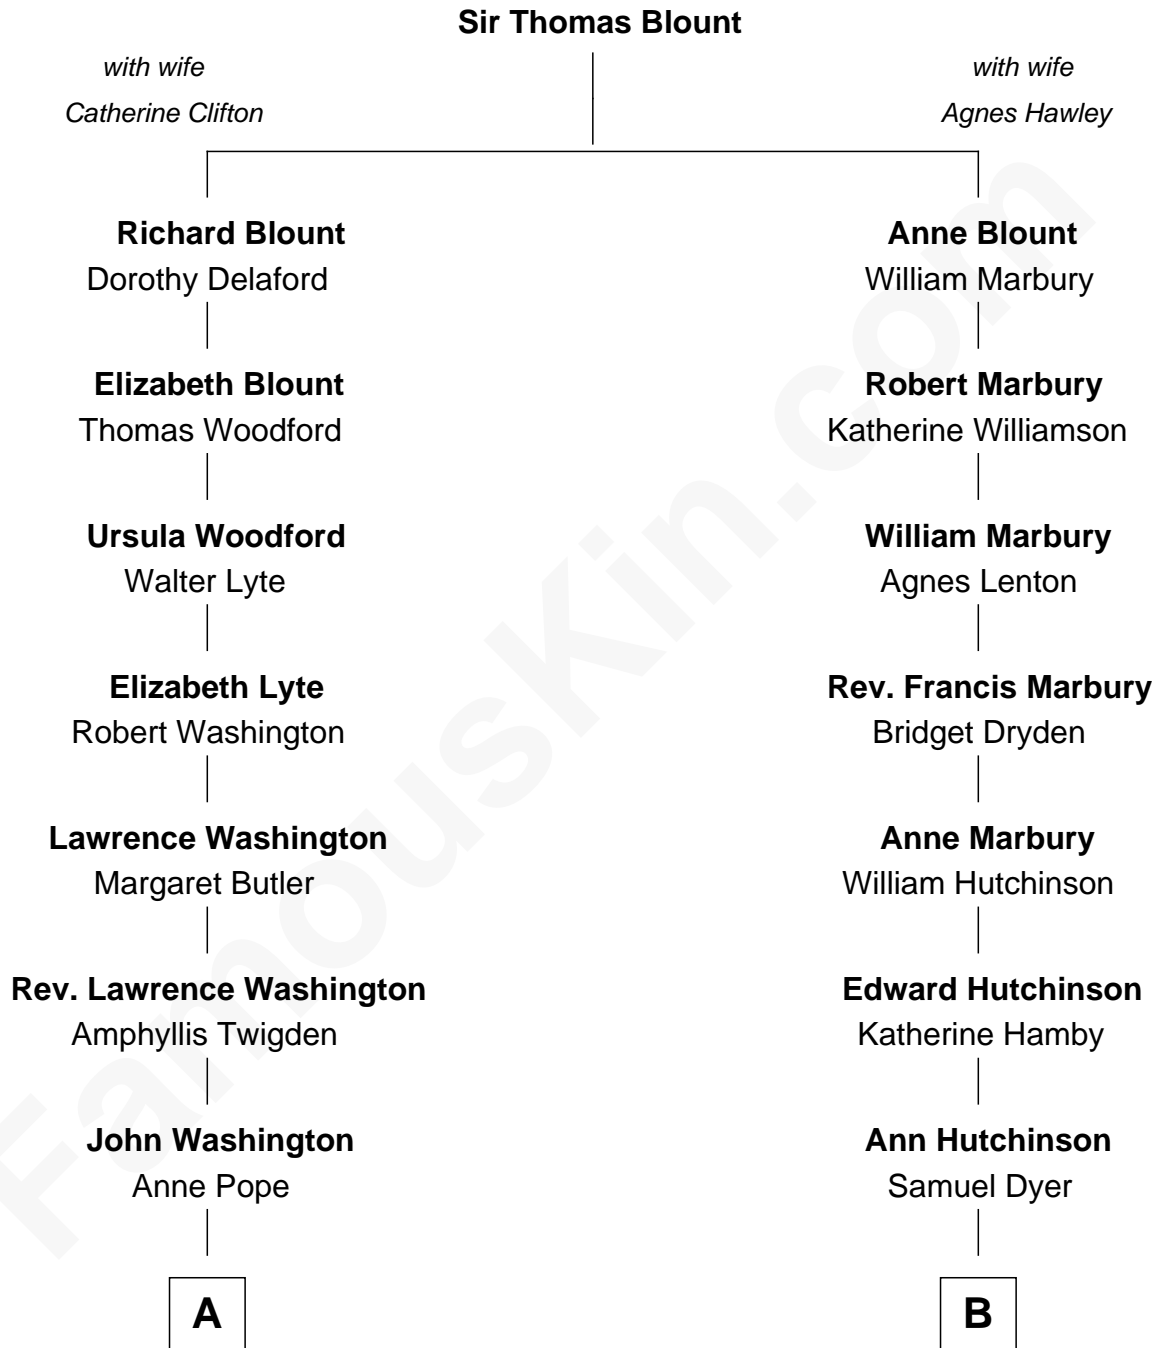 Sir Thomas Blount
with wife
Catherine Clifton
with wife
Agnes Hawley
Richard Blount
Dorothy Delaford
Anne Blount
William Marbury
Elizabeth Blount
Thomas Woodford
Robert Marbury
Katherine Williamson
Ursula Woodford
Walter Lyte
William Marbury
Agnes Lenton
Elizabeth Lyte
Robert Washington
Rev. Francis Marbury
Bridget Dryden
Lawrence Washington
Margaret Butler
Anne Marbury
William Hutchinson
Rev. Lawrence Washington
Amphyllis Twigden
Edward Hutchinson
Katherine Hamby
John Washington
Anne Pope
Ann Hutchinson
Samuel Dyer
A
B
FamousKin.com